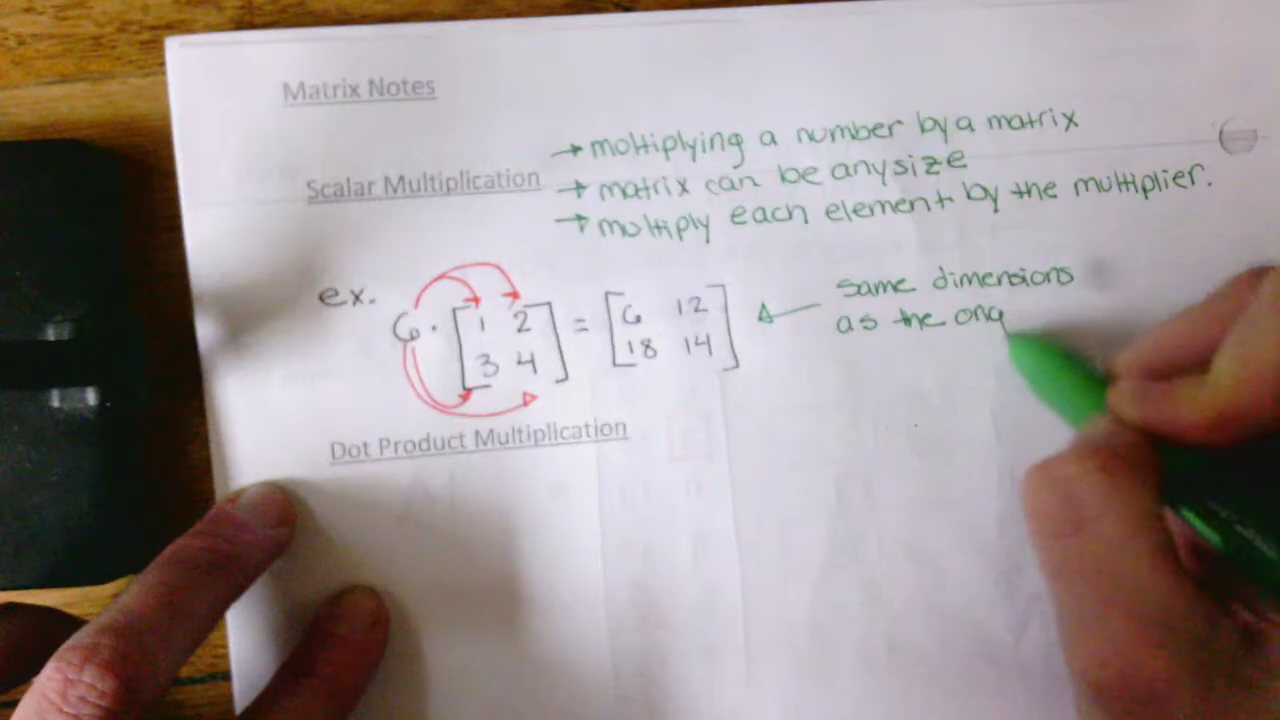 Matrix Notes
Scalar Multiplication
→ moltiplying a number by a matrix
→ matrix can be any size
→ multiply each element by the multiplier.
ex.
6 · [1 2] = [6 12]
[3 4] [18 14]
same dimensions
as the orig
Dot Product Multiplication